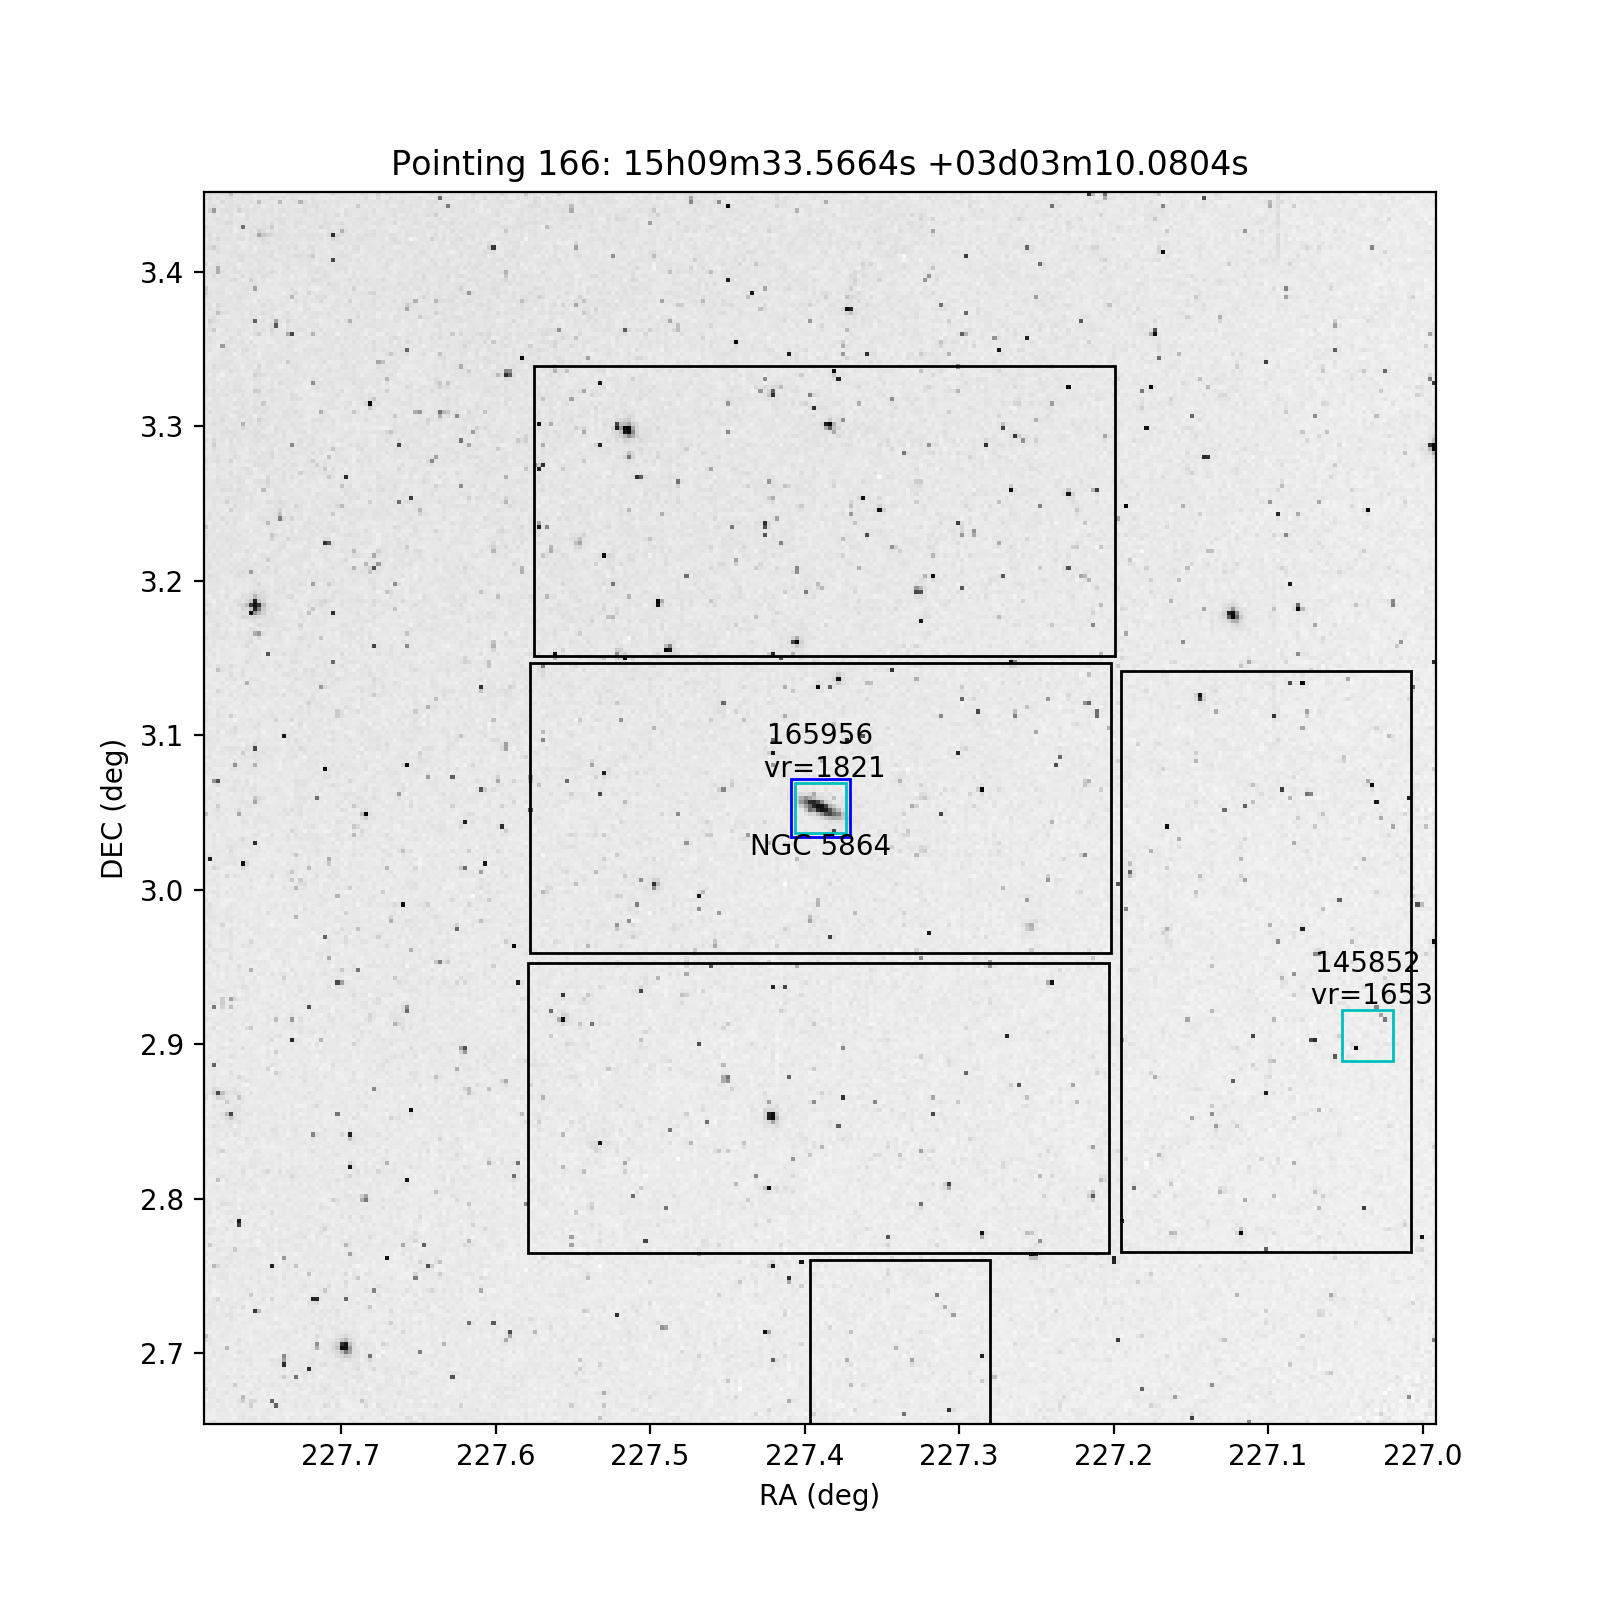 Pointing 166: 15h09m33.5664s +03d03m10.0804s
3.4
3.3
3.2
3.1
3.0
2.9
2.8
2.7
DEC (deg)
165956
vr=1821
NGC 5864
145852
vr=1653
227.7 227.6 227.5 227.4 227.3 227.2 227.1 227.0
RA (deg)